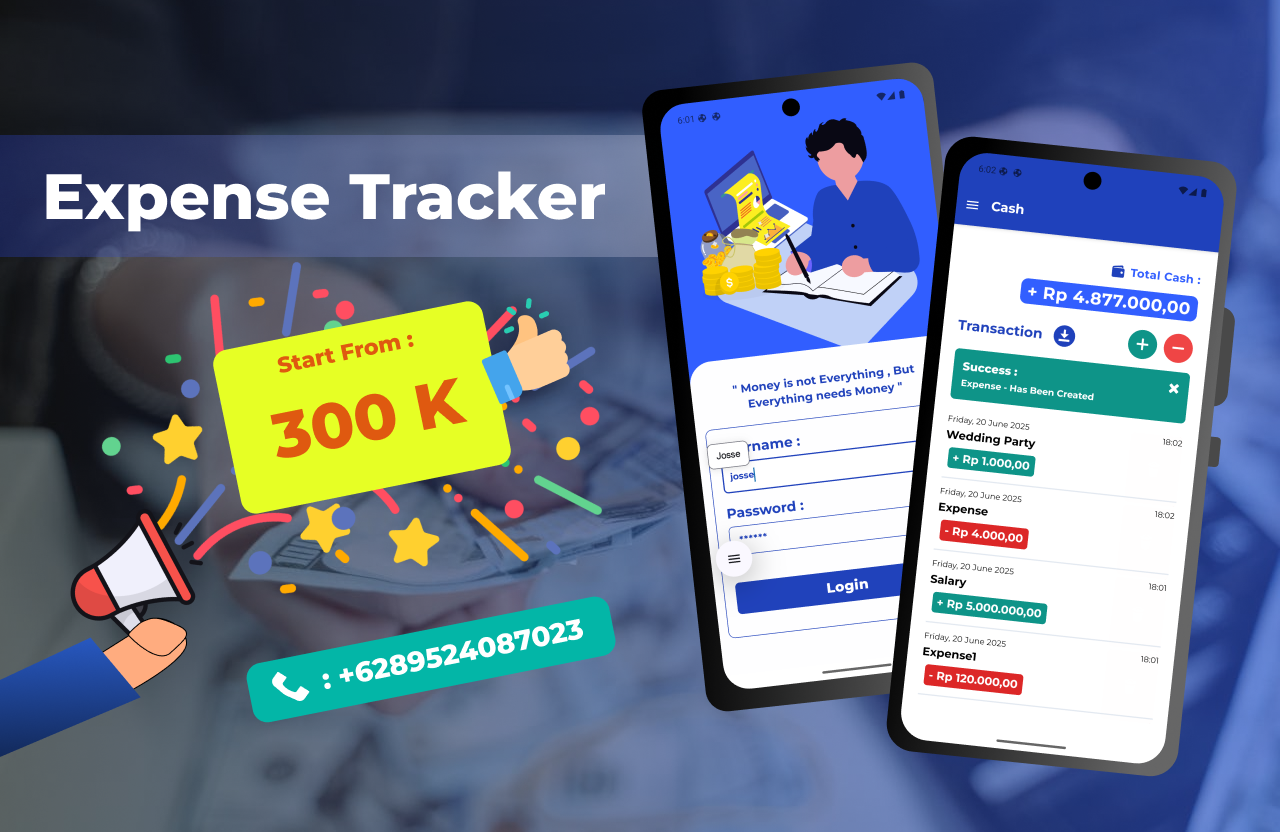 Expense Tracker
Start From :
300 K
: +6289524087023
6:01
" Money is not Everything , But
Everything needs Money "
rname :
Josse
josse
Password :
******
Login
6:02
Cash
Total Cash :
+ Rp 4.877.000,00
Transaction
Success :
Expense - Has Been Created
Friday, 20 June 2025
18:02
Wedding Party
+ Rp 1.000,00
Friday, 20 June 2025
18:02
Expense
- Rp 4.000,00
Friday, 20 June 2025
18:01
Salary
+ Rp 5.000.000,00
Friday, 20 June 2025
18:01
Expense1
- Rp 120.000,00